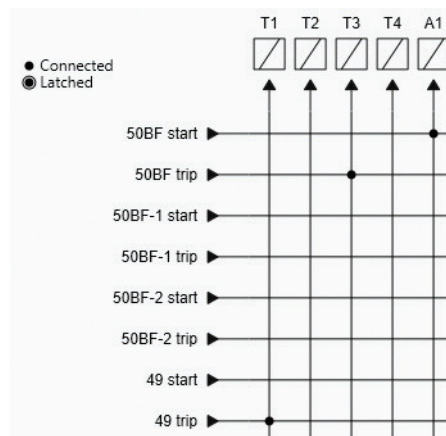 T1 T2 T3 T4 A1
Connected
Latched
50BF start
50BF trip
50BF-1 start
50BF-1 trip
50BF-2 start
50BF-2 trip
49 start
49 trip